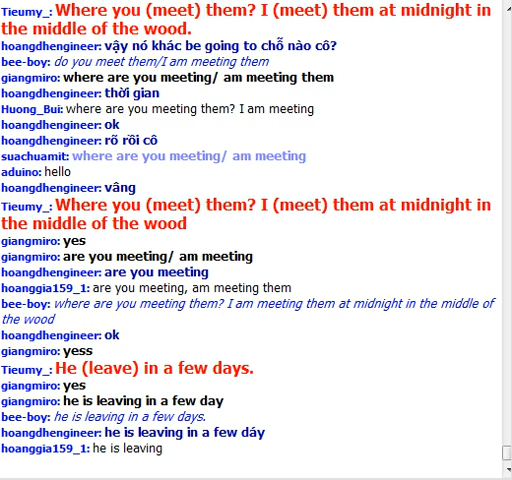 Tieumy_: Where you (meet) them? I (meet) them at midnight in
the middle of the wood.
hoangdhengineer: vậy nó khác be going to chỗ nào cô?
bee-boy: do you meet them/I am meeting them
giangmiro: where are you meeting/ am meeting them
hoangdhengineer: thời gian
Huong_Bui: where are you meeting them? I am meeting
hoangdhengineer: ok
hoangdhengineer: rõ rồi cô
suachuamit: where are you meeting/ am meeting
aduino: hello
hoangdhengineer: vâng
Tieumy_: Where you (meet) them? I (meet) them at midnight in
the middle of the wood
giangmiro: yes
giangmiro: are you meeting/ am meeting
hoangdhengineer: are you meeting
hoanggia159_1: are you meeting, am meeting them
bee-boy: where are you meeting them? I am meeting them at midnight in the middle of
the wood
hoangdhengineer: ok
giangmiro: yess
Tieumy_: He (leave) in a few days.
giangmiro: yes
giangmiro: he is leaving in a few day
bee-boy: he is leaving in a few days.
hoangdhengineer: he is leaving in a few dáy
hoanggia159_1: he is leaving